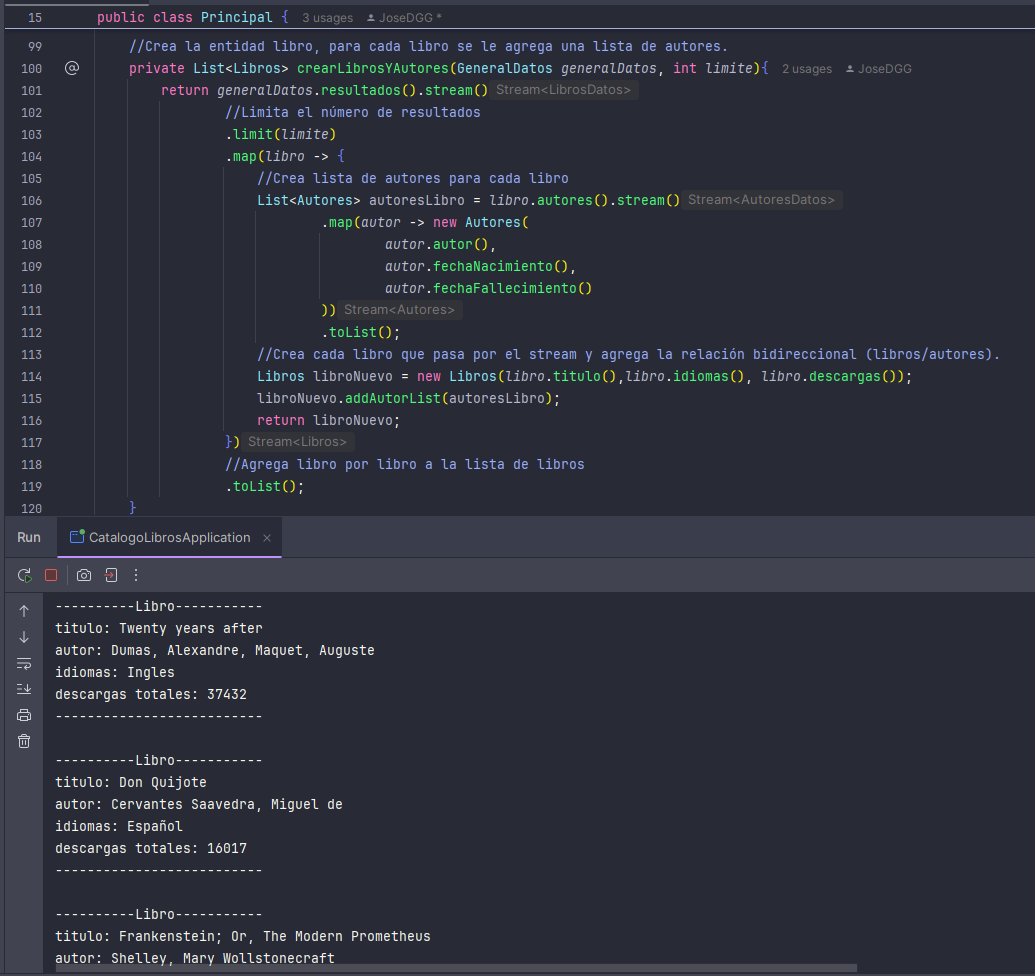 15 public class Principal { 3 usages JoseDGG *
99 //Crea la entidad libro, para cada libro se le agrega una lista de autores.
100 @ private List<Libros> crearLibrosYAutores(GeneralDatos generalDatos, int limite){ 2 usages JoseDGG
101 return generalDatos.resultados().stream() Stream<LibrosDatos>
102 //Limita el número de resultados
103 .limit(limite)
104 .map(libro -> {
105 //Crea lista de autores para cada libro
106 List<Autores> autoresLibro = libro.autores().stream() Stream<AutoresDatos>
107 .map(autor -> new Autores(
108 autor.autor(),
109 autor.fechaNacimiento(),
110 autor.fechaFallecimiento()
111 )) Stream<Autores>
112 .toList();
113 //Crea cada libro que pasa por el stream y agrega la relación bidireccional (libros/autores).
114 Libros libroNuevo = new Libros(libro.titulo(),libro.idiomas(), libro.descargas());
115 libroNuevo.addAutorList(autoresLibro);
116 return libroNuevo;
117 }) Stream<Libros>
118 //Agrega libro por libro a la lista de libros
119 .toList();
120 }
Run CatalogoLibrosApplication ×
----------Libro-----------
titulo: Twenty years after
autor: Dumas, Alexandre, Maquet, Auguste
idiomas: Ingles
descargas totales: 37432
--------------------------
----------Libro-----------
titulo: Don Quijote
autor: Cervantes Saavedra, Miguel de
idiomas: Español
descargas totales: 16017
--------------------------
----------Libro-----------
titulo: Frankenstein; Or, The Modern Prometheus
autor: Shelley, Mary Wollstonecraft